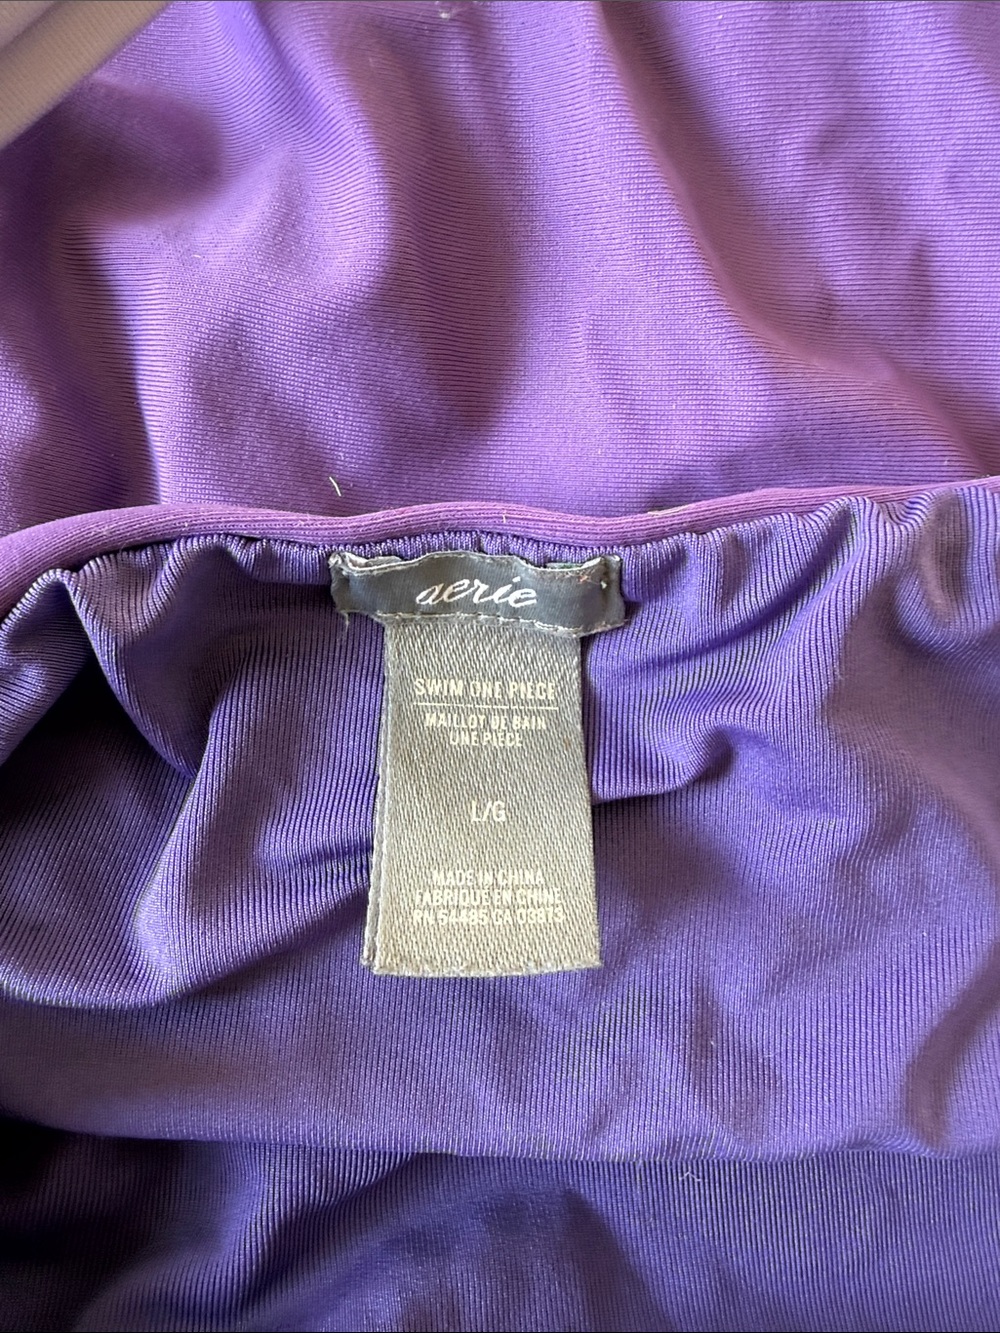 aerie
SWIM ONE PIECE
MAILLOT DE BAIN
UNE PIECE
L/G
MADE IN CHINA
FABRIQUE EN CHINE
RN 54485 CA 03973